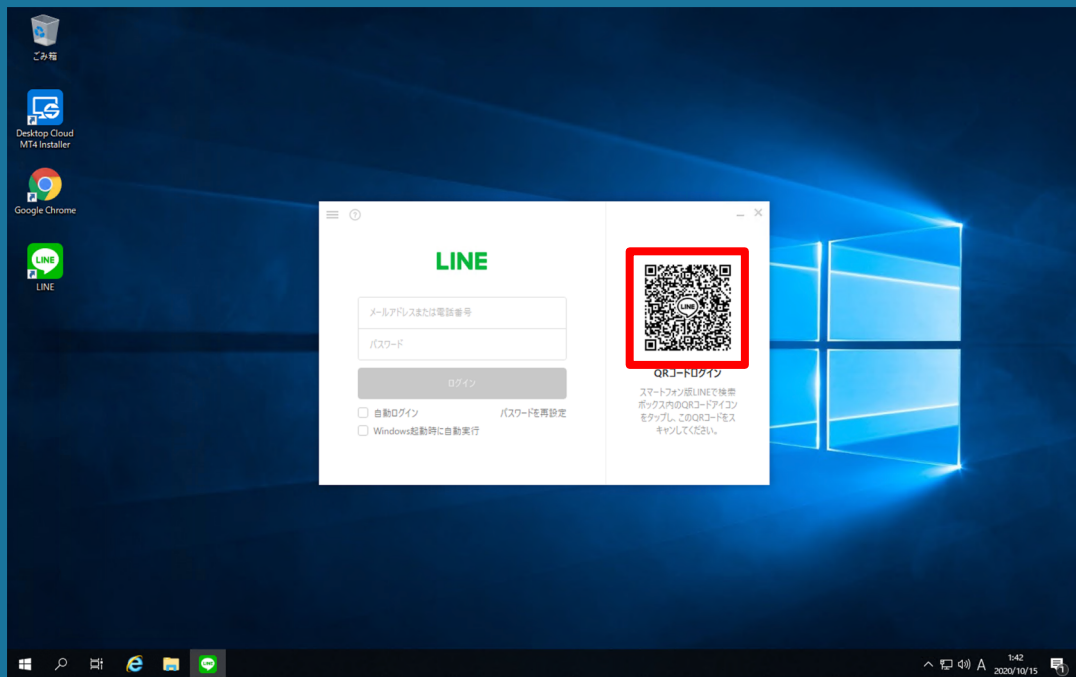 ごみ箱
Desktop Cloud
MT4 Installer
Google Chrome
LINE
LINE
LINE
メールアドレスまたは電話番号
パスワード
ログイン
自動ログイン
パスワードを再設定
Windows起動時に自動実行
LINE
QRコードログイン
スマートフォン版LINEで検索
ボックス内のQRコードアイコン
をタップし、このQRコードをス
キャンしてください。
A
1:42
2020/10/15
1